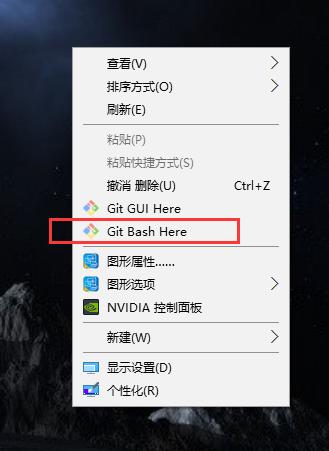 查看(V)
排序方式(O)
刷新(E)
粘贴(P)
粘贴快捷方式(S)
撤消 删除(U) Ctrl+Z
Git GUI Here
Git Bash Here
图形属性......
图形选项
NVIDIA 控制面板
新建(W)
显示设置(D)
个性化(R)